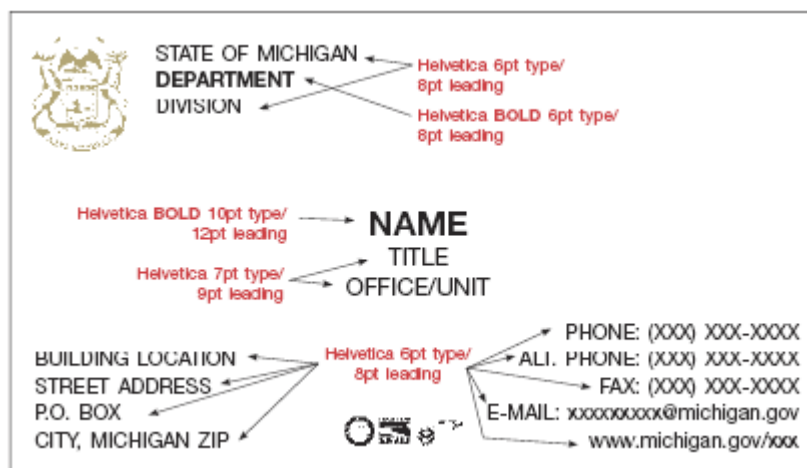 STATE OF MICHIGAN
DEPARTMENT
DIVISION
Helvetica 6pt type/
8pt leading
Helvetica BOLD 6pt type/
8pt leading
Helvetica BOLD 10pt type/
12pt leading
NAME
TITLE
OFFICE/UNIT
Helvetica 7pt type/
9pt leading
BUILDING LOCATION
STREET ADDRESS
P.O. BOX
CITY, MICHIGAN ZIP
Helvetica 6pt type/
8pt leading
PHONE: (XXX) XXX-XXXX
ALT. PHONE: (XXX) XXX-XXXX
FAX: (XXX) XXX-XXXX
E-MAIL: xxxxxxxxxx@michigan.gov
www.michigan.gov/xxx